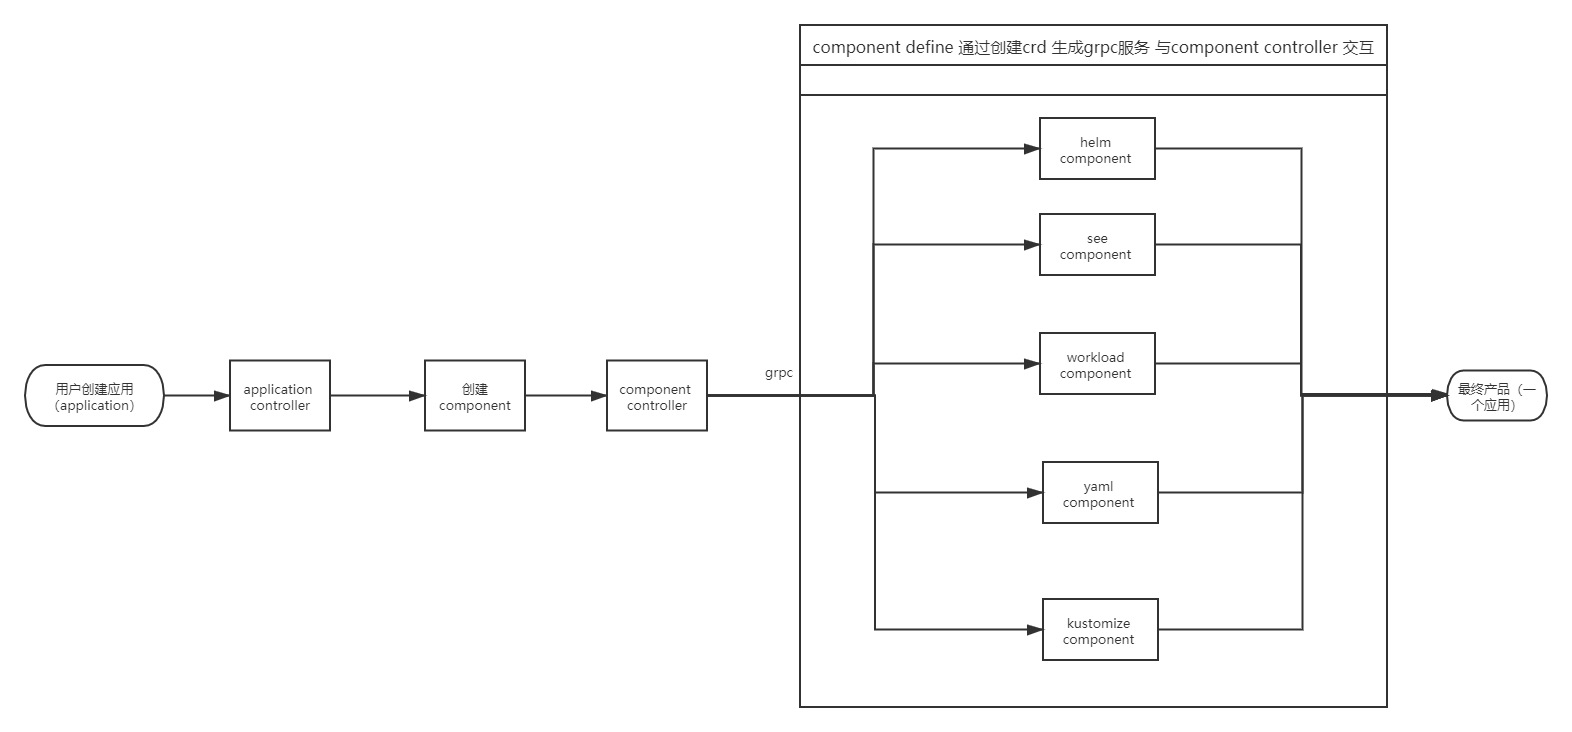 component define 通过创建crd 生成grpc服务 与component controller 交互
helm
component
see
component
workload
component
grpc
用户创建应用
（application）
application
controller
创建
component
component
controller
最终产品（一
个应用）
yaml
component
kustomize
component